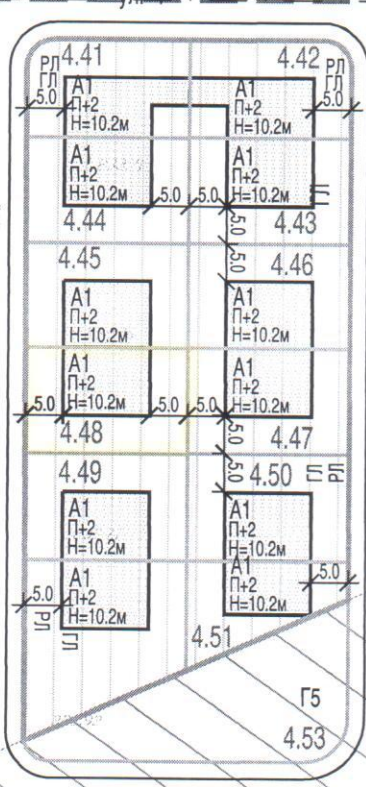 4.41 4.42
РЛ РЛ
ГЛ ГЛ
5.0 5.0
А1 А1
П+2 П+2
Н=10.2м Н=10.2м
А1 А1
П+2 П+2
Н=10.2м Н=10.2м
ГЛ
4.44 5.0 5.0 4.43
5.0
5.0
4.45 4.46
А1 А1
П+2 П+2
Н=10.2м Н=10.2м
А1 А1
П+2 П+2
Н=10.2м Н=10.2м
5.0 5.0 5.0
4.48 4.47
5.0
5.0
4.49 4.50 ГЛ РЛ
А1 А1
П+2 П+2
Н=10.2м Н=10.2м
А1 А1
П+2 П+2
Н=10.2м Н=10.2м
5.0 5.0
РЛ ГЛ
4.51
Г5
4.53